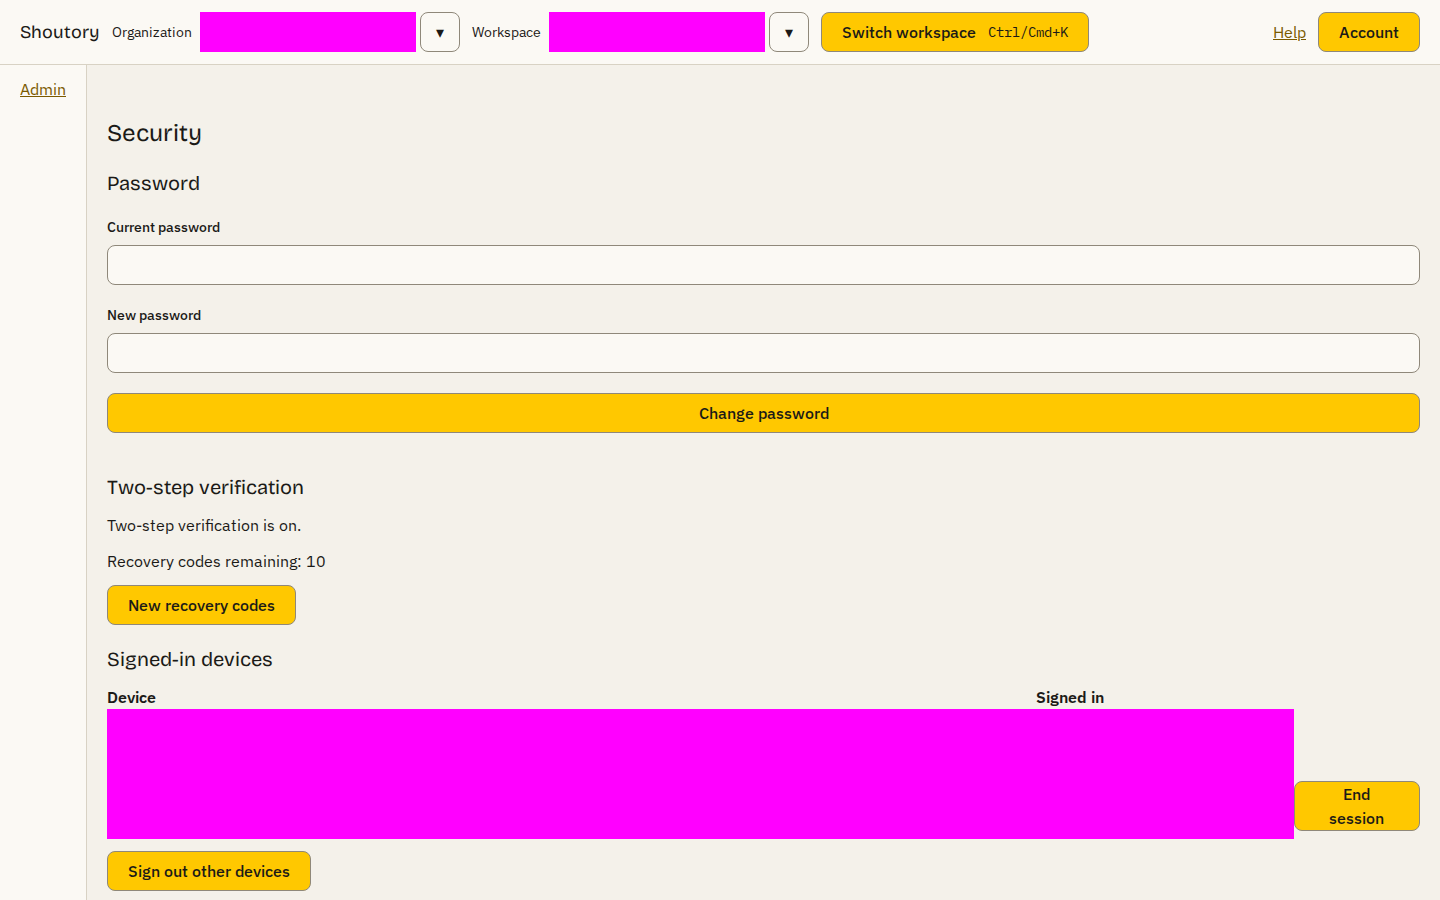 Shoutory Organization ▼ Workspace ▼ Switch workspace Ctrl/Cmd+K Help Account
Admin
Security
Password
Current password
New password
Change password
Two-step verification
Two-step verification is on.
Recovery codes remaining: 10
New recovery codes
Signed-in devices
Device Signed in
End
session
Sign out other devices